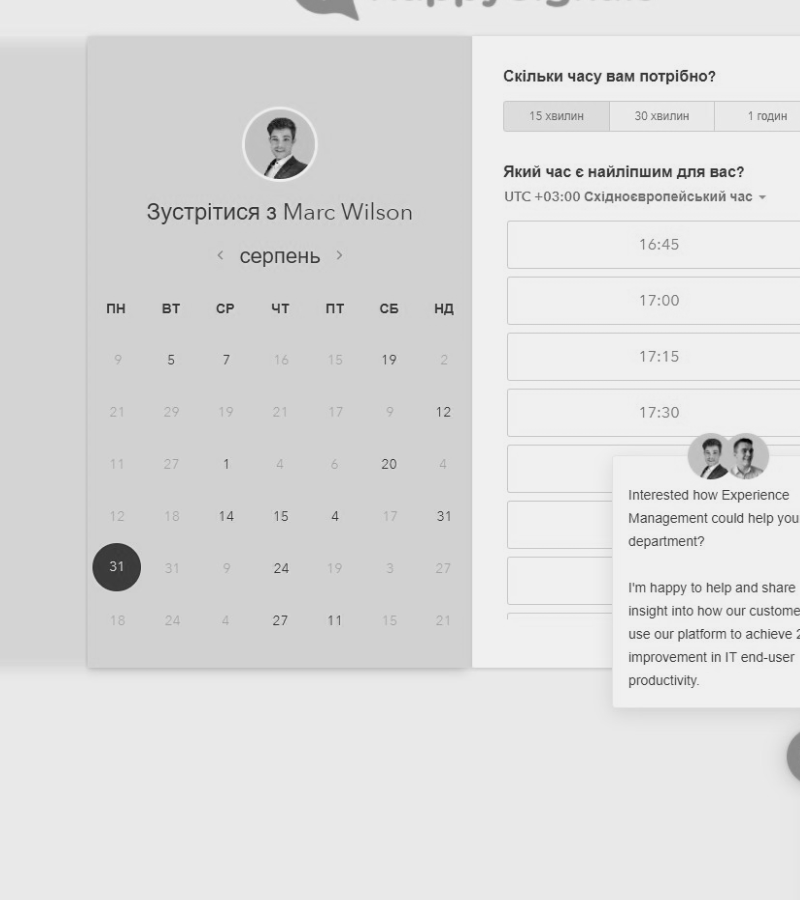 Зустрітися з Marc Wilson
серпень
ПН ВТ СР ЧТ ПТ СБ НД
9 5 7 16 15 19 2
21 29 19 21 17 9 12
11 27 1 4 6 20 4
12 18 14 15 4 17 31
31 31 9 24 19 3 27
18 24 4 27 11 15 21
Скільки часу вам потрібно?
15 хвилин 30 хвилин 1 годин
Який час є найліпшим для вас?
UTC +03:00 Східноєвропейський час
16:45
17:00
17:15
17:30
Interested how Experience
Management could help you
department?
I'm happy to help and share
insight into how our custome
use our platform to achieve 2
improvement in IT end-user
productivity.